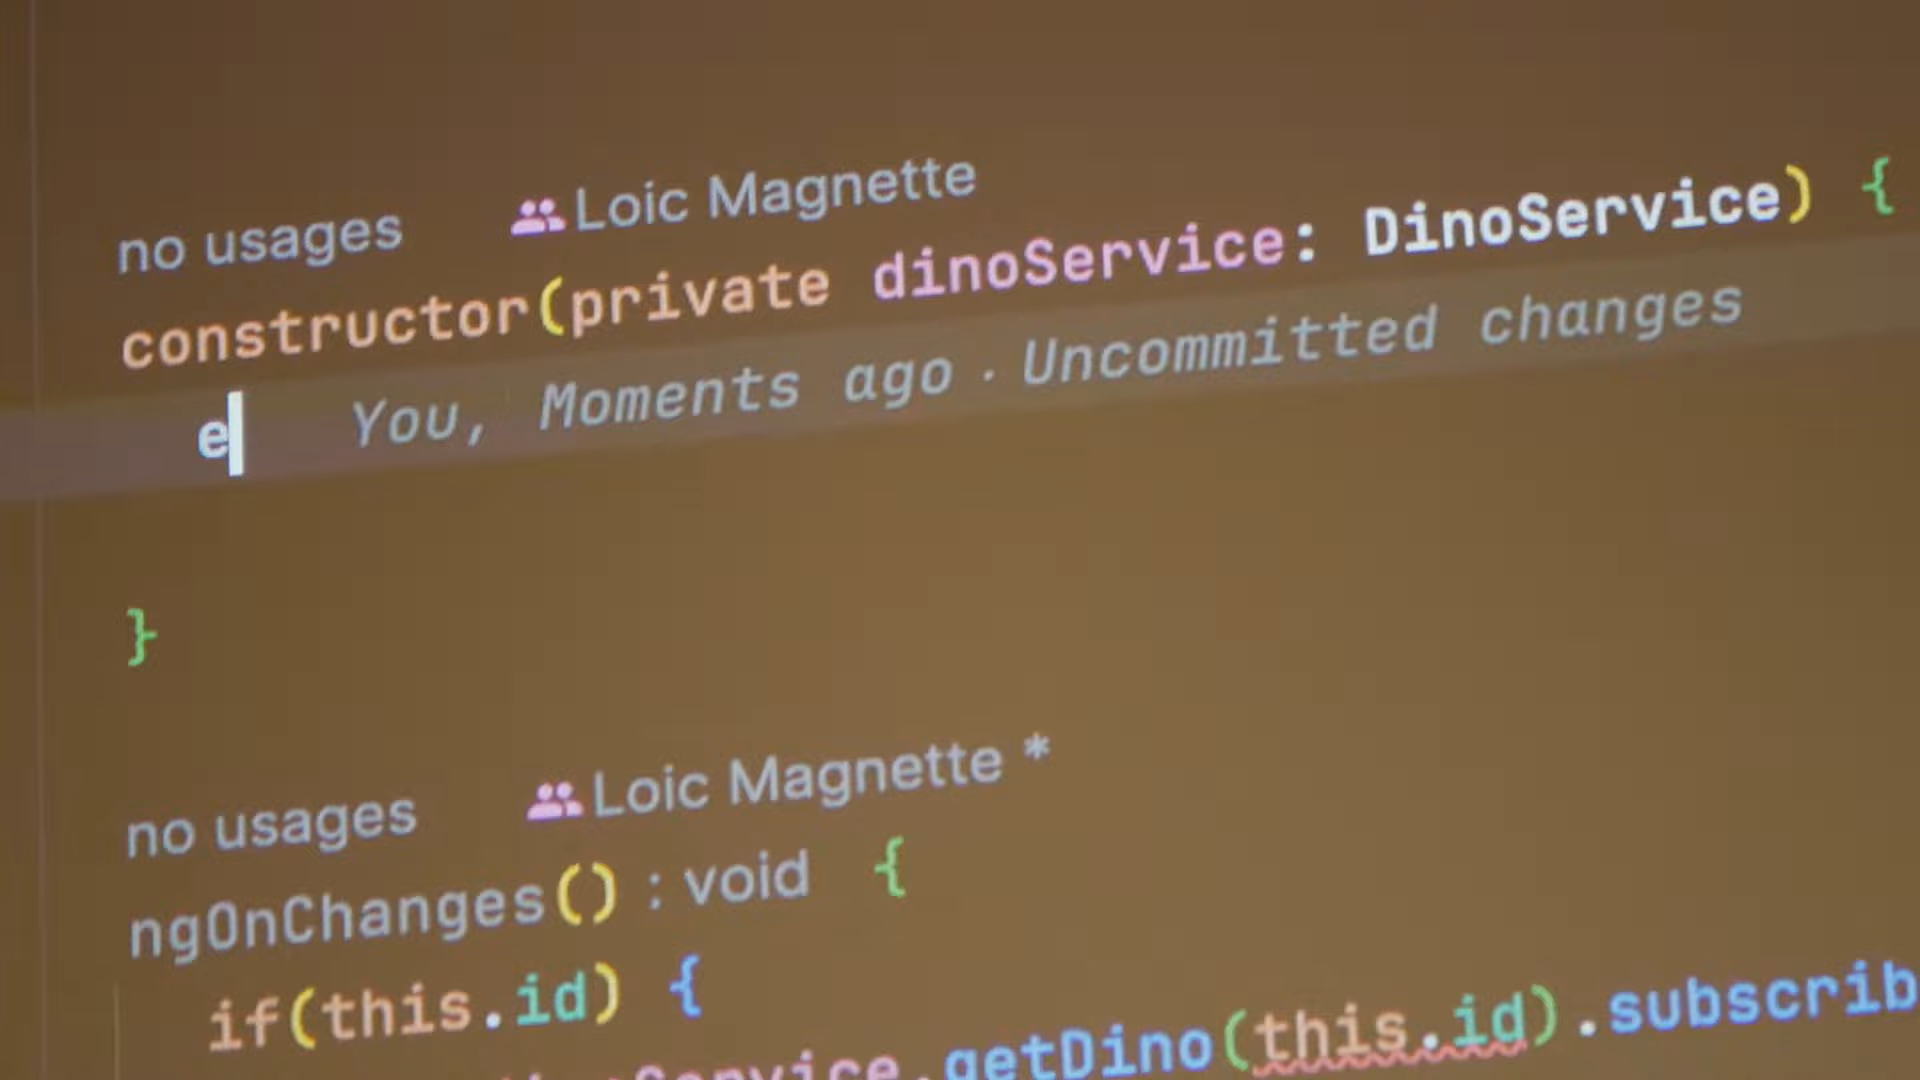 no usages Loic Magnette
constructor(private dinoService: DinoService) {
e You, Moments ago · Uncommitted changes
}
no usages Loic Magnette *
ngOnChanges() : void {
if(this.id) {
.getDino(this.id).subscrib